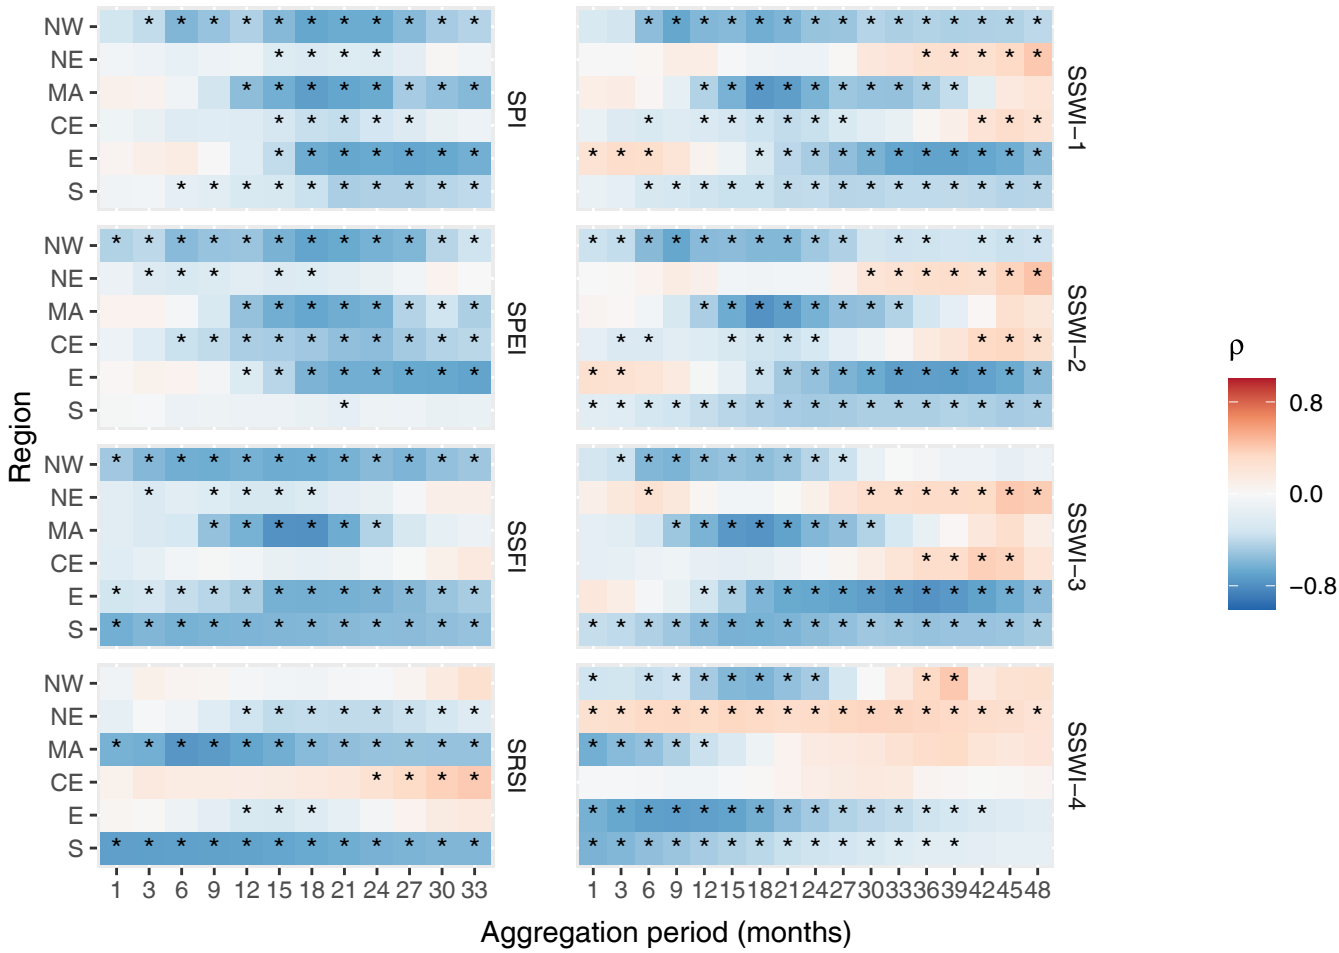 NW
NE
MA
CE
E
S
SPI
SSWI−1
NW
NE
MA
CE
E
S
SPEI
SSWI−2
NW
NE
MA
CE
E
S
SSFI
SSWI−3
NW
NE
MA
CE
E
S
SRSI
SSWI−4
Region
1 3 6 9 12 15 18 21 24 27 30 33
1 3 6 9 12 15 18 21 24 27 30 33 36 39 42 45 48
Aggregation period (months)
ρ
0.8
0.0
−0.8